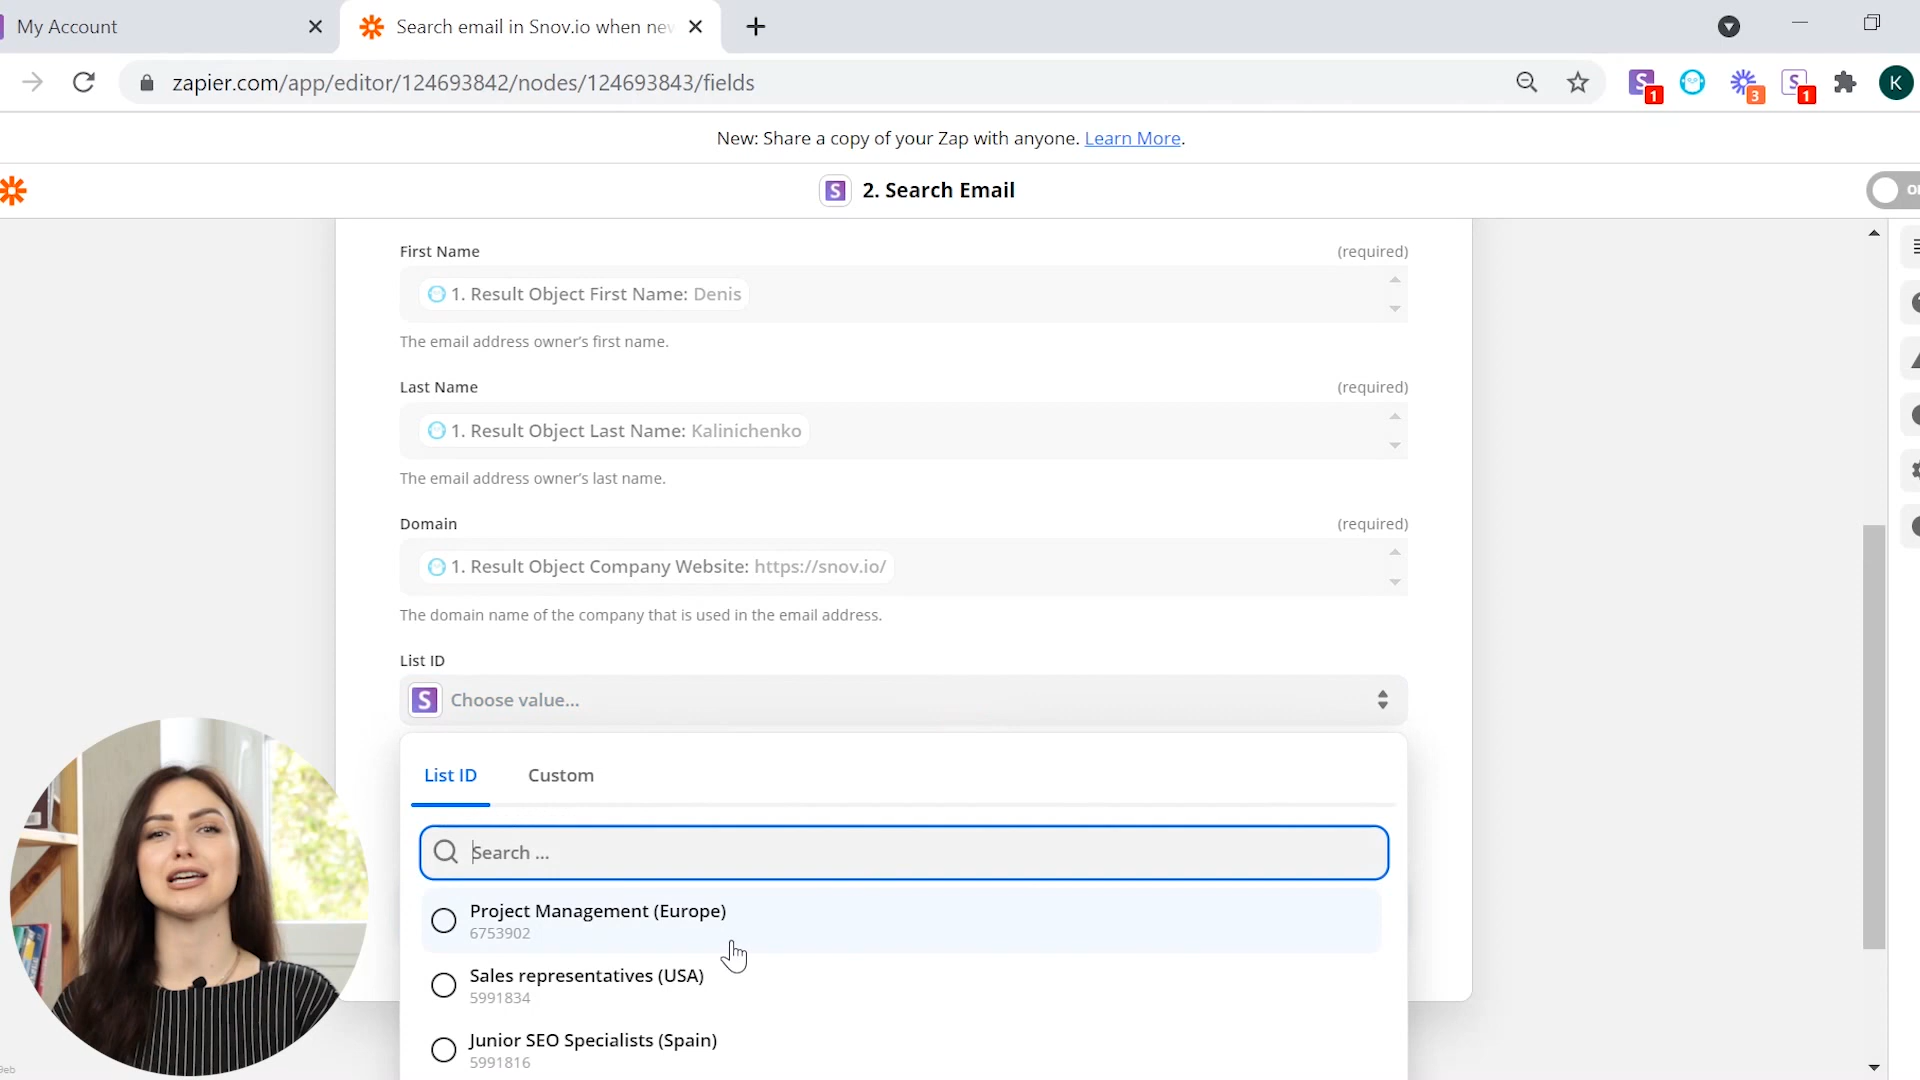 My Account
Search email in Snov.io when nev
zapier.com/app/editor/124693842/nodes/124693843/fields
S
1
3
S
1
K
New: Share a copy of your Zap with anyone. Learn More.
S
2. Search Email
First Name
(required)
1. Result Object First Name: Denis
The email address owner's first name.
Last Name
(required)
1. Result Object Last Name: Kalinichenko
The email address owner's last name.
Domain
(required)
1. Result Object Company Website: https://snov.io/
The domain name of the company that is used in the email address.
List ID
S
Choose value...
List ID
Custom
Search ...
Project Management (Europe)
6753902
Sales representatives (USA)
5991834
Junior SEO Specialists (Spain)
5991816